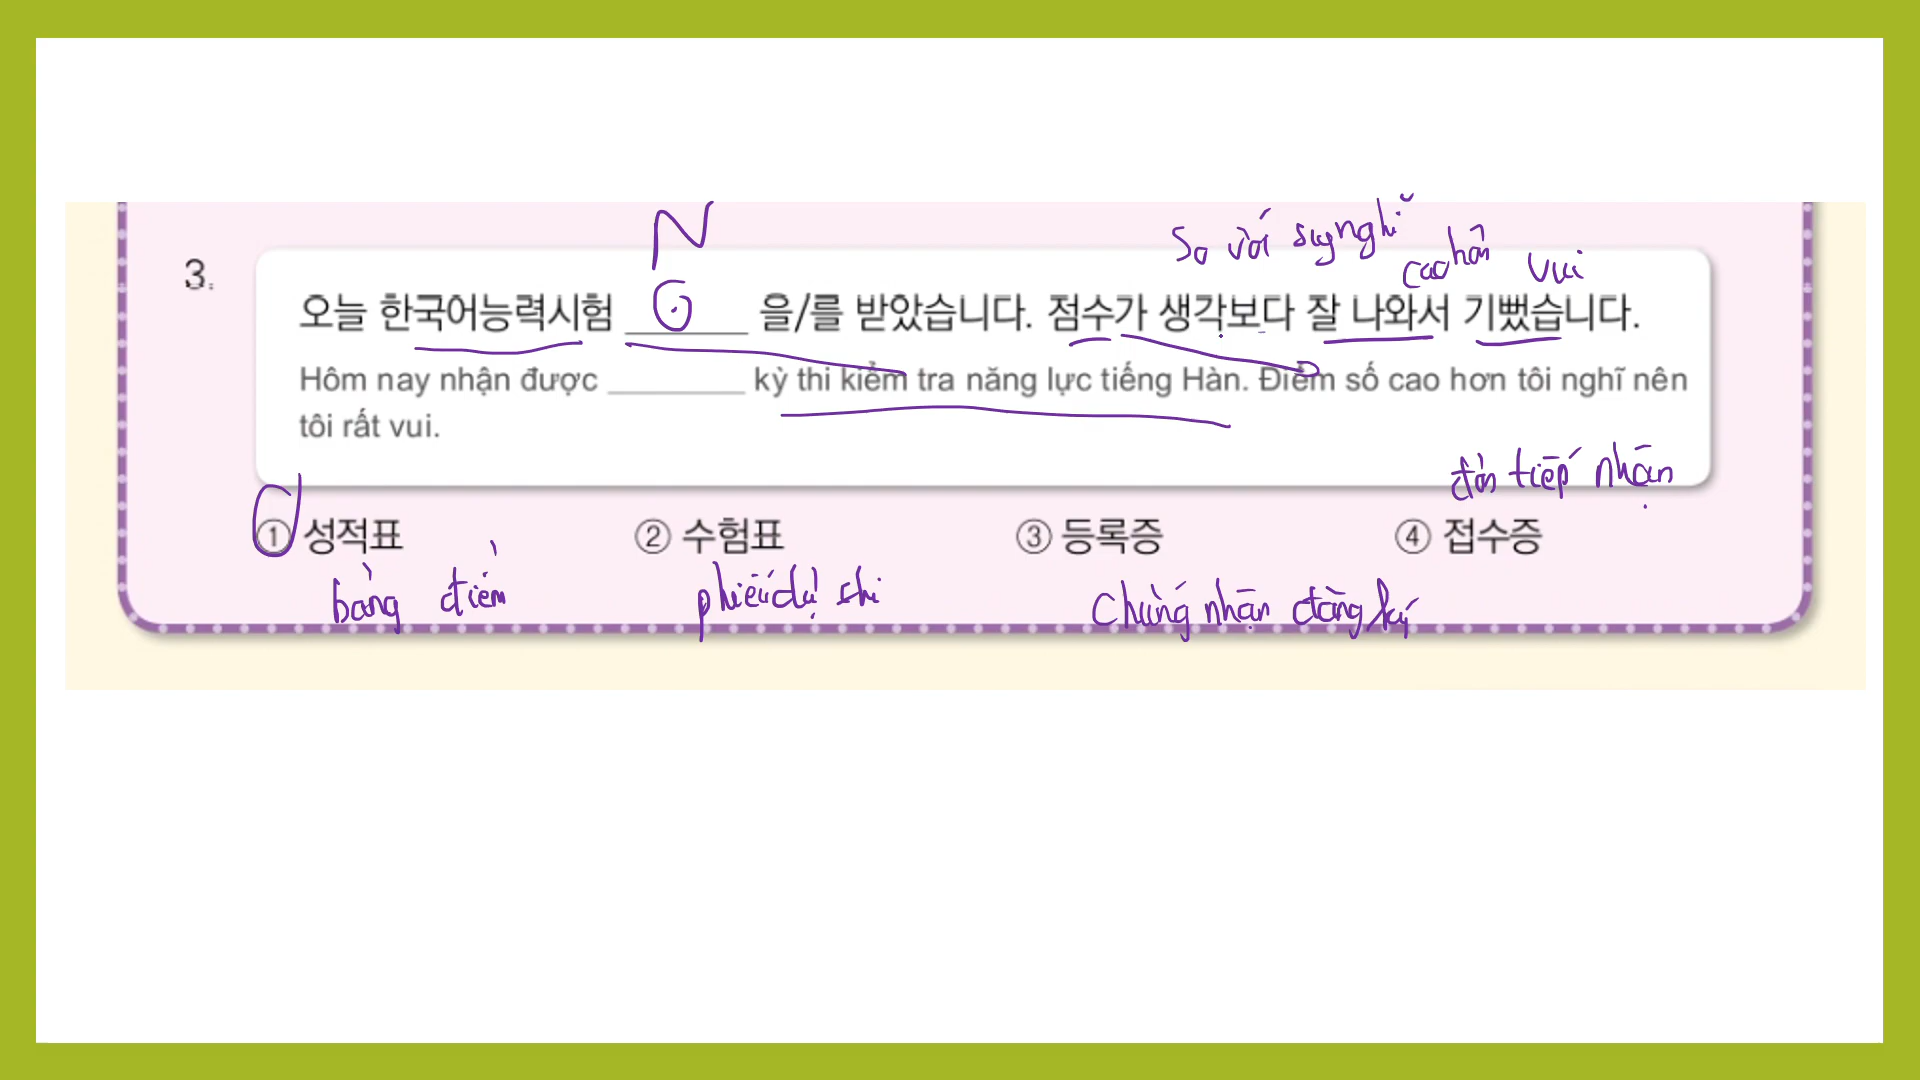 N
So với suy nghĩ
cao hơn vui
3.
오늘 한국어능력시험 ________ 을/를 받았습니다. 점수가 생각보다 잘 나와서 기뻤습니다.
Hôm nay nhận được ________ kỳ thi kiểm tra năng lực tiếng Hàn. Điểm số cao hơn tôi nghĩ nên
tôi rất vui.
đơn tiếp nhận
① 성적표 ② 수험표 ③ 등록증 ④ 접수증
bảng điểm phiếu dự thi chứng nhận đăng ký